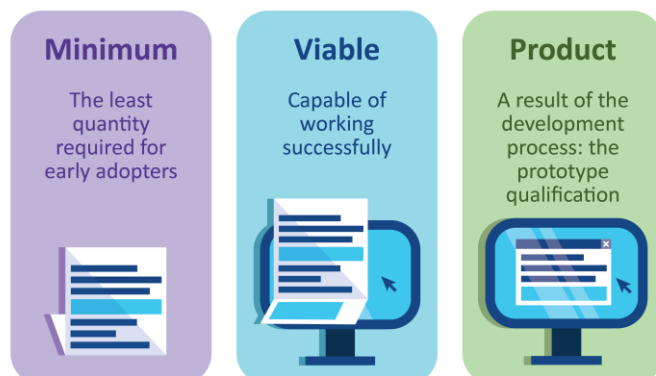 Minimum
The least
quantity
required for
early adopters
Viable
Capable of
working
successfully
Product
A result of the
development
process: the
prototype
qualification